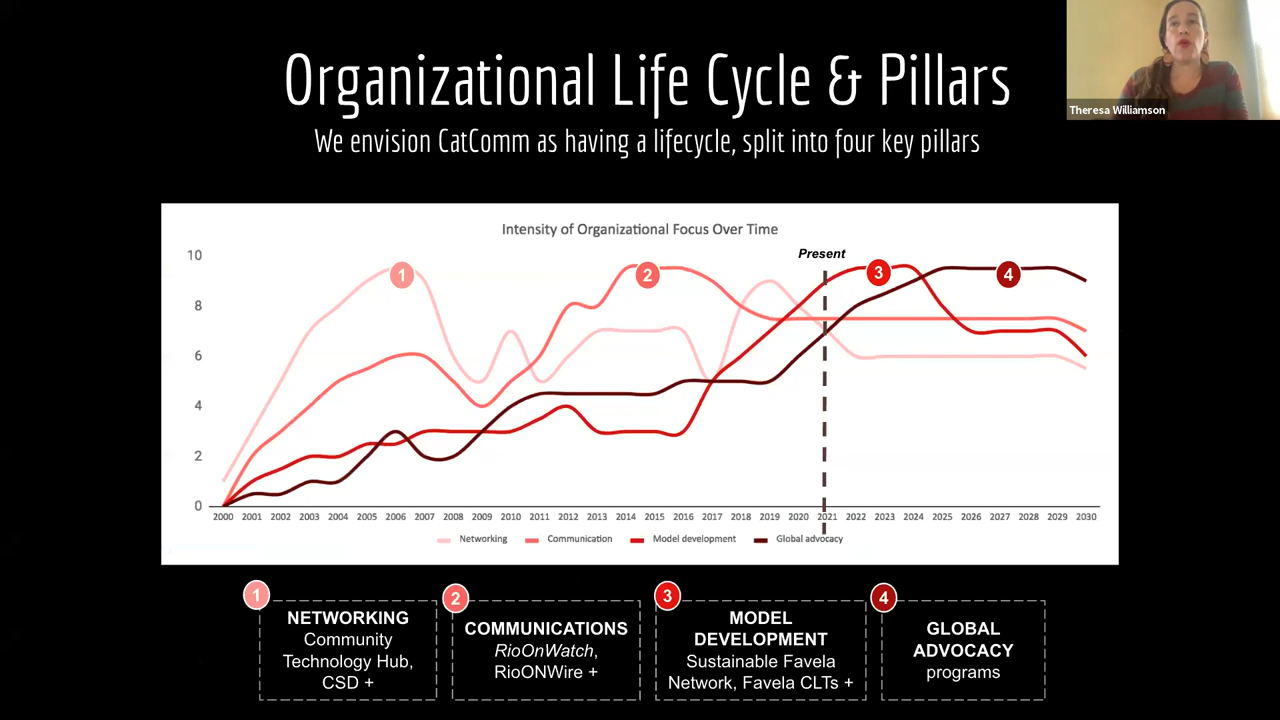 Organizational Life Cycle & Pillars
We envision CatComm as having a lifecycle, split into four key pillars
Theresa Williamson
Intensity of Organizational Focus Over Time
Present
10
8
6
4
2
0
1
2
3
4
2000 2001 2002 2003 2004 2005 2006 2007 2008 2009 2010 2011 2012 2013 2014 2015 2016 2017 2018 2019 2020 2021 2022 2023 2024 2025 2026 2027 2028 2029 2030
Networking Communication Model development Global advocacy
1
NETWORKING
Community
Technology Hub,
CSD +
2
COMMUNICATIONS
RioOnWatch,
RioONWire +
3
MODEL
DEVELOPMENT
Sustainable Favela
Network, Favela CLTs +
4
GLOBAL
ADVOCACY
programs